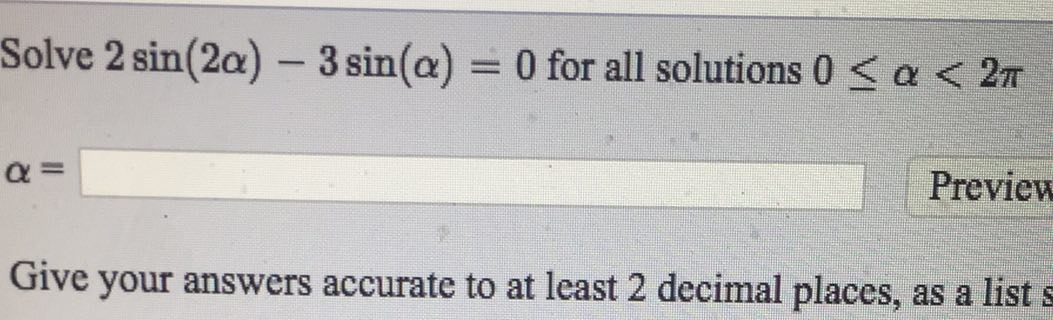 Solve 2 sin(2α) − 3 sin(α) = 0 for all solutions 0 ≤ α < 2π
α =
Preview
Give your answers accurate to at least 2 decimal places, as a list s